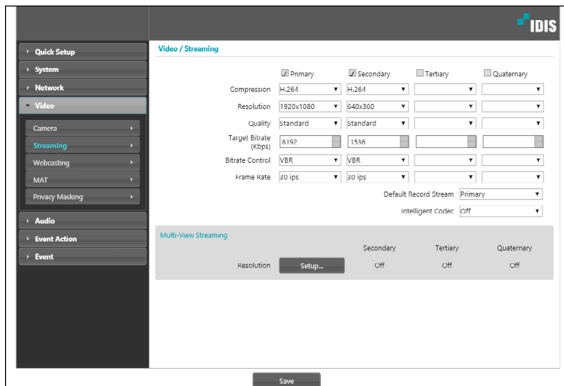 IDIS
Quick Setup
System
Network
Video
Camera
Streaming
Webcasting
MAT
Privacy Masking
Audio
Event Action
Event
Video / Streaming
Primary Secondary Tertiary Quaternary
Compression H.264 H.264
Resolution 1920x1080 640x360
Quality Standard Standard
Target Bitrate
(Kbps) 8192 1536
Bitrate Control VBR VBR
Frame Rate 30 ips 30 ips
Default Record Stream Primary
Intelligent Codec Off
Multi-View Streaming
Secondary Tertiary Quaternary
Resolution Setup... Off Off Off
Save